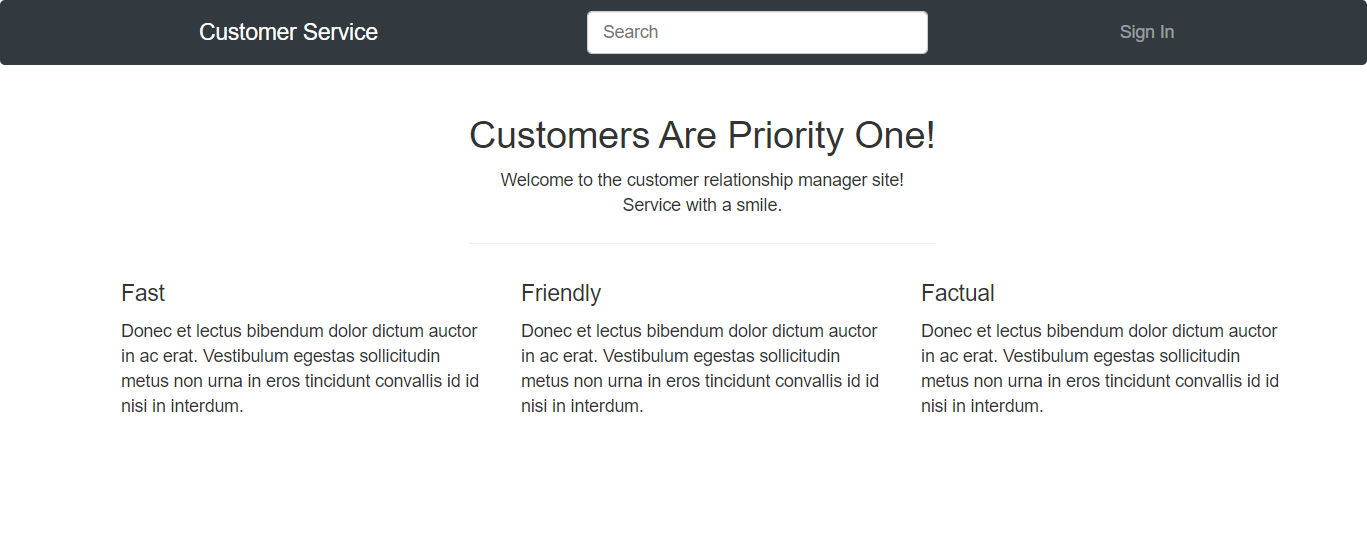 Customer Service
Search
Sign In
Customers Are Priority One!
Welcome to the customer relationship manager site!
Service with a smile.
Fast
Donec et lectus bibendum dolor dictum auctor
in ac erat. Vestibulum egestas sollicitudin
metus non urna in eros tincidunt convallis id id
nisi in interdum.
Friendly
Donec et lectus bibendum dolor dictum auctor
in ac erat. Vestibulum egestas sollicitudin
metus non urna in eros tincidunt convallis id id
nisi in interdum.
Factual
Donec et lectus bibendum dolor dictum auctor
in ac erat. Vestibulum egestas sollicitudin
metus non urna in eros tincidunt convallis id id
nisi in interdum.